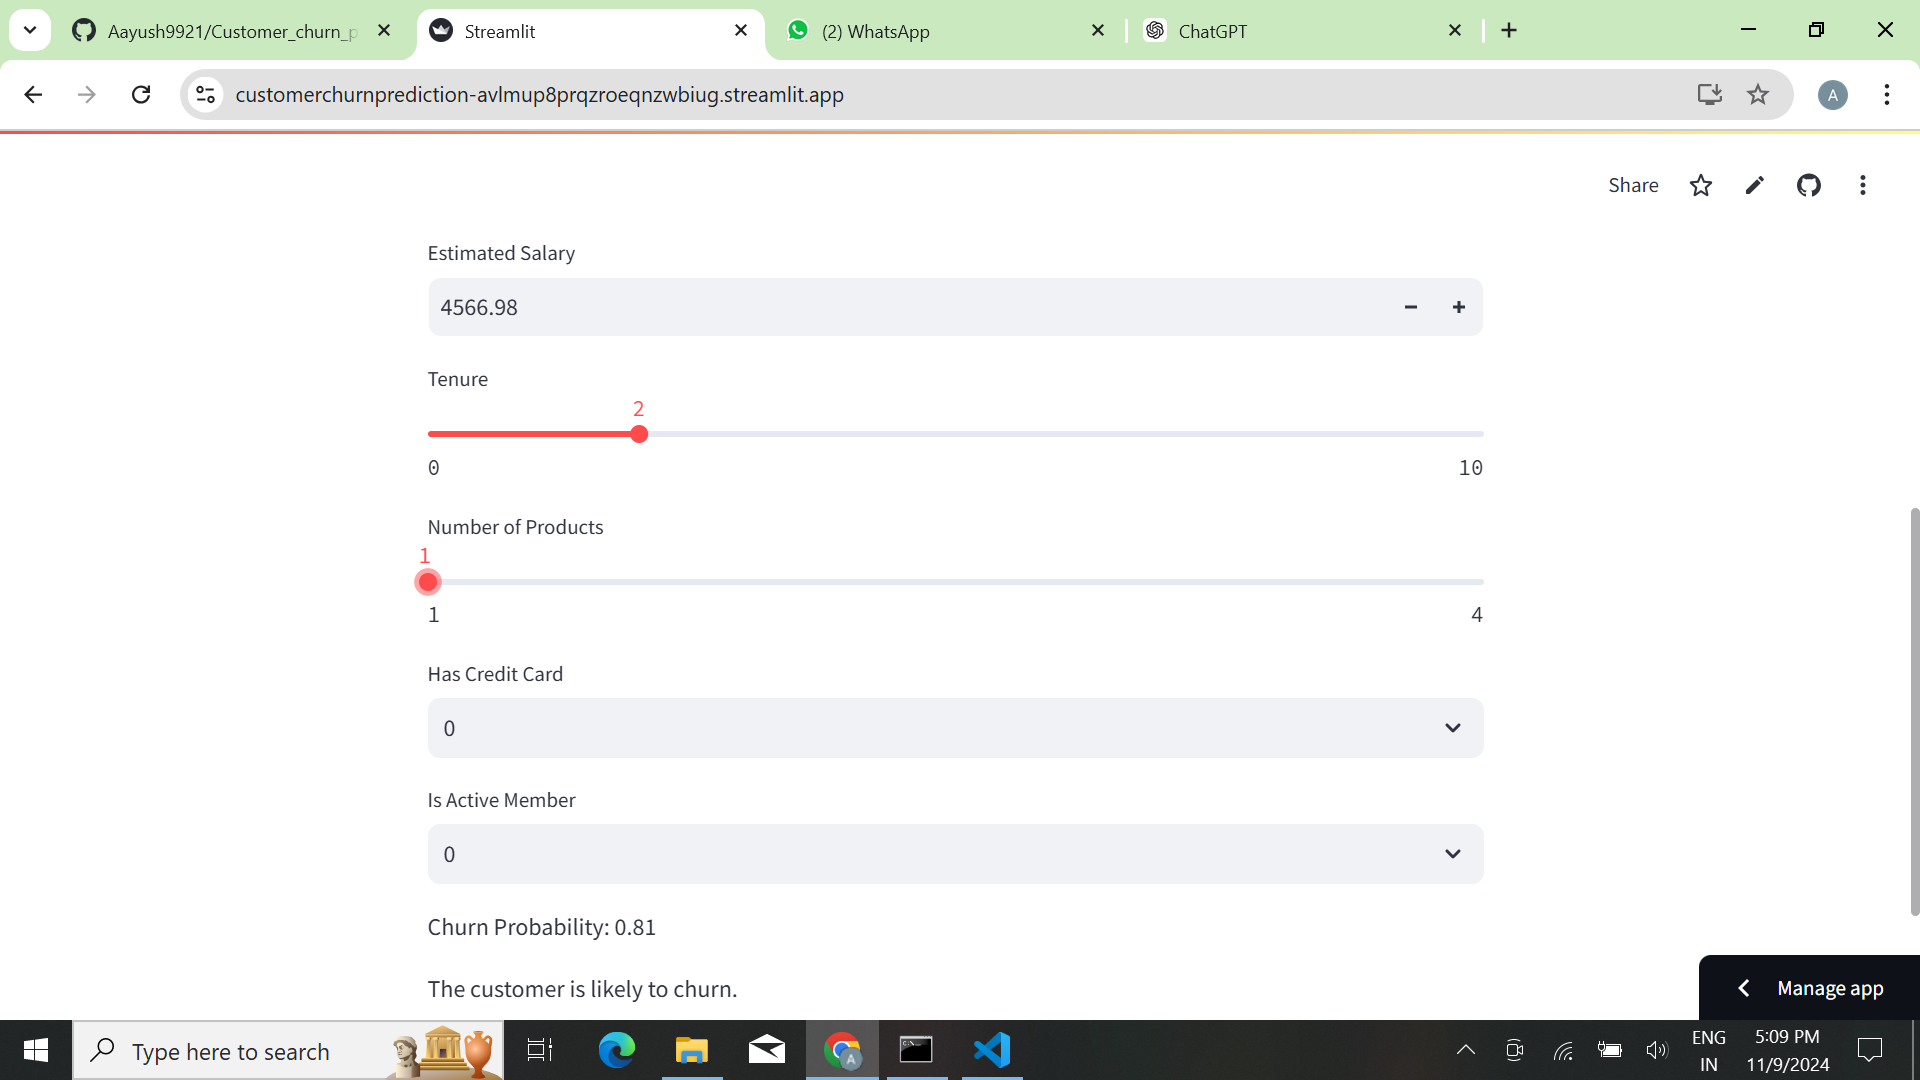 Aayush9921/Customer_churn_p
Streamlit
(2) WhatsApp
ChatGPT
customerchurnprediction-avlmup8prqzroeqnzwbiug.streamlit.app
A
Share
Estimated Salary
4566.98
Tenure
2
0 10
Number of Products
1
1 4
Has Credit Card
0
Is Active Member
0
Churn Probability: 0.81
The customer is likely to churn.
Manage app
Type here to search
A
ENG
IN
5:09 PM
11/9/2024